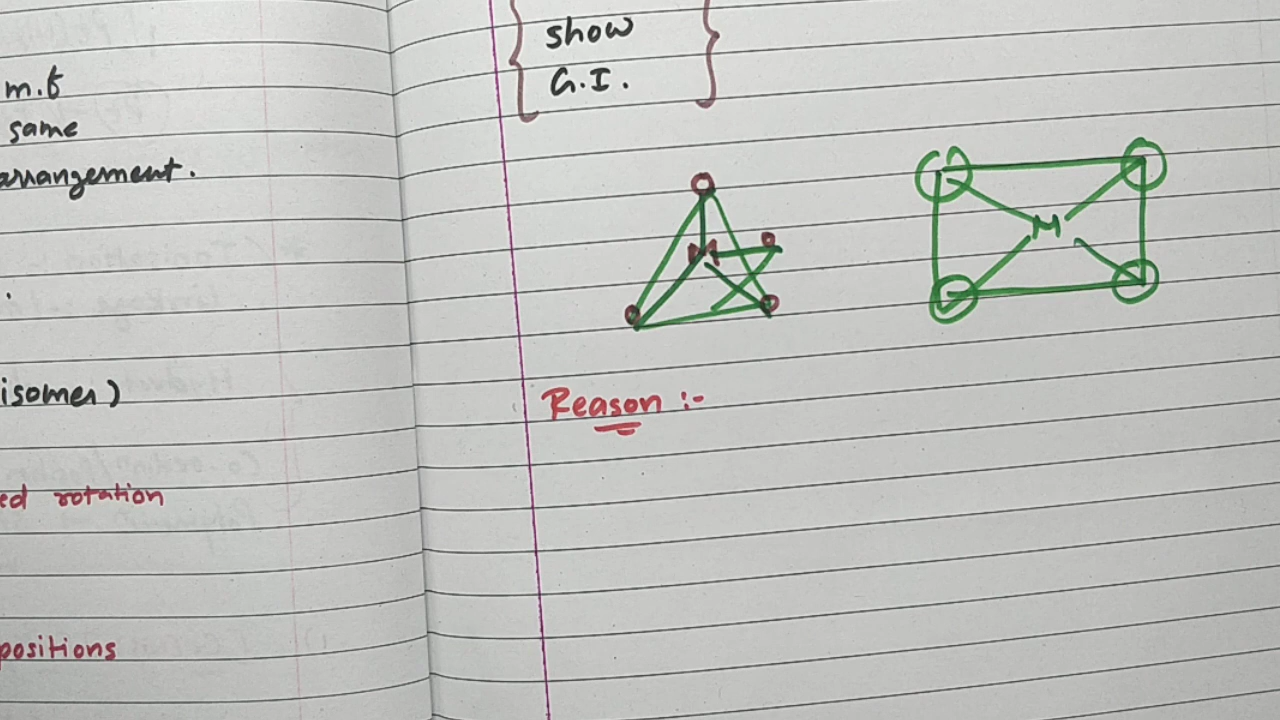 m.f
same
arrangement.
isomer)
ed rotation
positions
show
G.I.
M
M
Reason :-